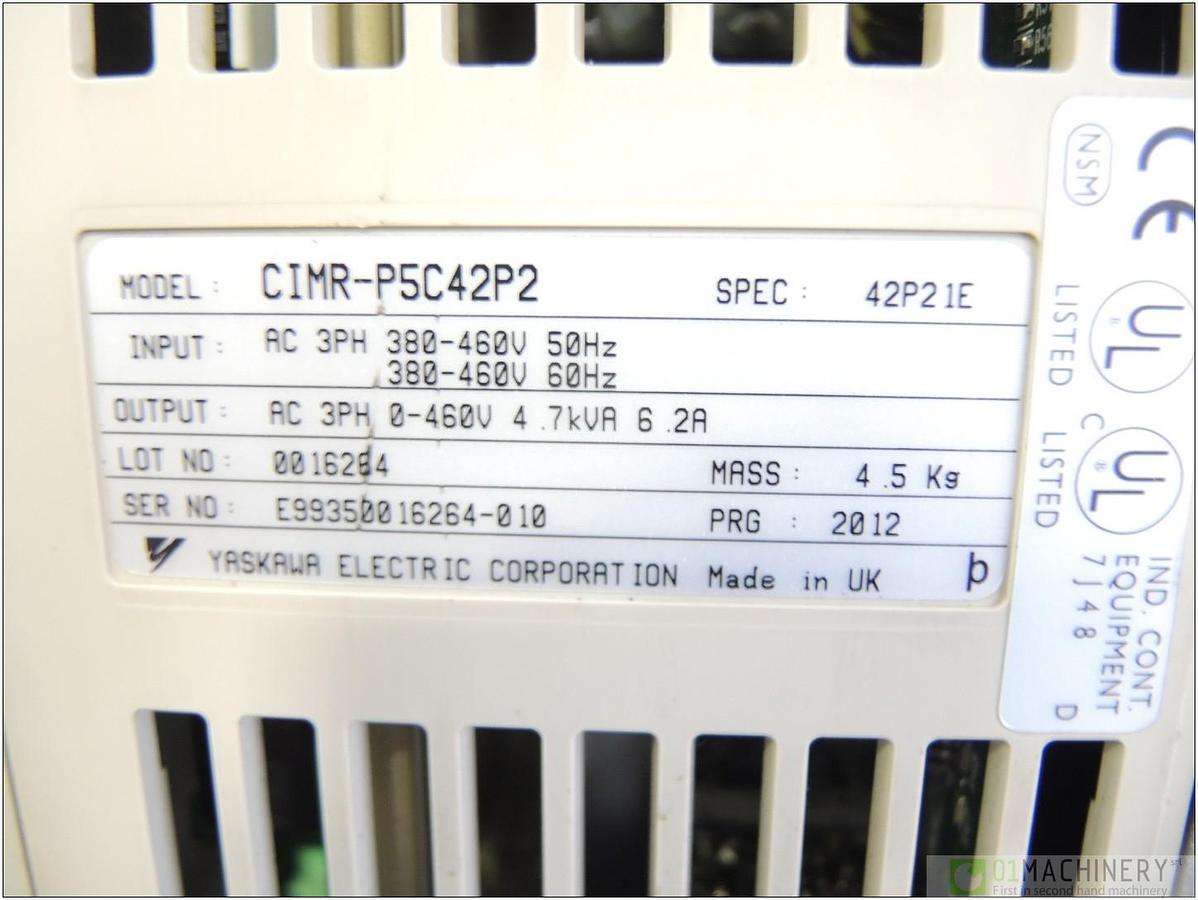 MODEL : CIMR-P5C42P2 SPEC : 42P21E
INPUT : AC 3PH 380-460V 50Hz
380-460V 60Hz
OUTPUT : AC 3PH 0-460V 4.7kVA 6.2A
LOT NO : 0016264 MASS : 4.5 Kg
SER NO : E99350016264-010 PRG : 2012
YASKAWA ELECTRIC CORPORATION Made in UK þ
NSM
CE
LISTED UL ®
C UL ® LISTED
IND. CONT.
EQUIPMENT
7J48 D
R56
01MACHINERY srl
First in second hand machinery